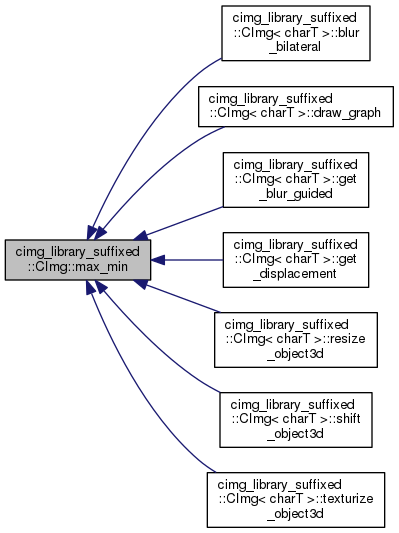 cimg_library_suffixed
::CImg< charT >::blur
_bilateral
cimg_library_suffixed
::CImg< charT >::draw_graph
cimg_library_suffixed
::CImg< charT >::get
_blur_guided
cimg_library_suffixed
::CImg::max_min
cimg_library_suffixed
::CImg< charT >::get
_displacement
cimg_library_suffixed
::CImg< charT >::resize
_object3d
cimg_library_suffixed
::CImg< charT >::shift
_object3d
cimg_library_suffixed
::CImg< charT >::texturize
_object3d